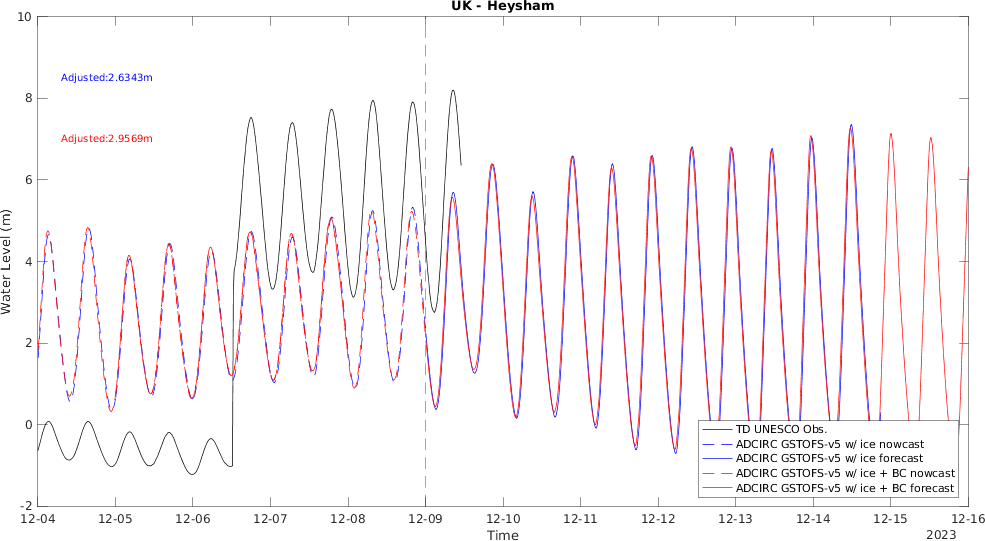 UK - Heysham
10
8
6
4
2
0
-2
Water Level (m)
Adjusted:2.6343m
Adjusted:2.9569m
TD UNESCO Obs.
ADCIRC GSTOFS-v5 w/ ice nowcast
ADCIRC GSTOFS-v5 w/ ice forecast
ADCIRC GSTOFS-v5 w/ ice + BC nowcast
ADCIRC GSTOFS-v5 w/ ice + BC forecast
12-04 12-05 12-06 12-07 12-08 12-09 12-10 12-11 12-12 12-13 12-14 12-15 12-16
Time
2023